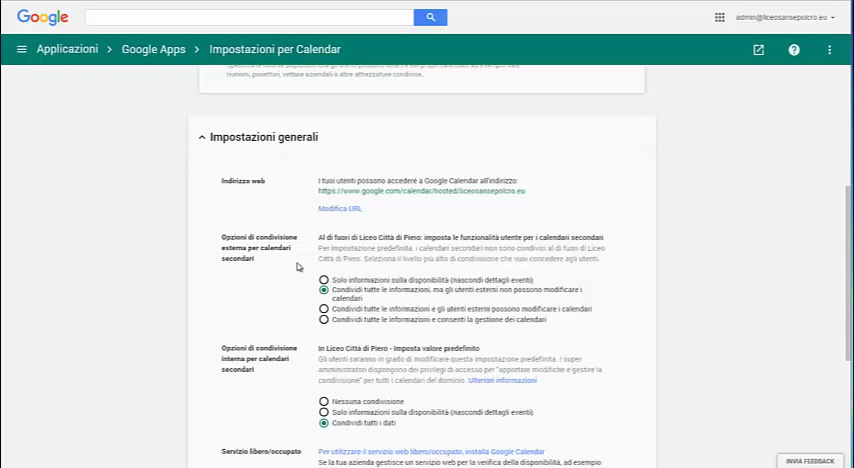 Google
admin@liceosansepolcro.eu
Applicazioni > Google Apps > Impostazioni per Calendar
riunioni, proiettori, vetture aziendali o altre attrezzature condivise.
Impostazioni generali
Indirizzo web
I tuoi utenti possono accedere a Google Calendar all'indirizzo:
https://www.google.com/calendar/hosted/liceosansepolcro.eu
Modifica URL
Opzioni di condivisione
esterna per calendari
secondari
Al di fuori di Liceo Città di Piero: imposta le funzionalità utente per i calendari secondari
Per impostazione predefinita, i calendari secondari non sono condivisi al di fuori di Liceo
Città di Piero. Seleziona il livello più alto di condivisione che vuoi concedere agli utenti.
Solo informazioni sulla disponibilità (nascondi dettagli eventi)
Condividi tutte le informazioni, ma gli utenti esterni non possono modificare i
calendari
Condividi tutte le informazioni e gli utenti esterni possono modificare i calendari
Condividi tutte le informazioni e consenti la gestione dei calendari
Opzioni di condivisione
interna per calendari
secondari
In Liceo Città di Piero - Imposta valore predefinito
Gli utenti saranno in grado di modificare questa impostazione predefinita. I super
amministratori dispongono dei privilegi di accesso per "apportare modifiche e gestire la
condivisione" per tutti i calendari del dominio. Ulteriori informazioni
Nessuna condivisione
Solo informazioni sulla disponibilità (nascondi dettagli eventi)
Condividi tutti i dati
Servizio libero/occupato
Per utilizzare il servizio web libero/occupato, installa Google Calendar
Se la tua azienda gestisce un servizio web per la verifica della disponibilità, ad esempio
INVIA FEEDBACK